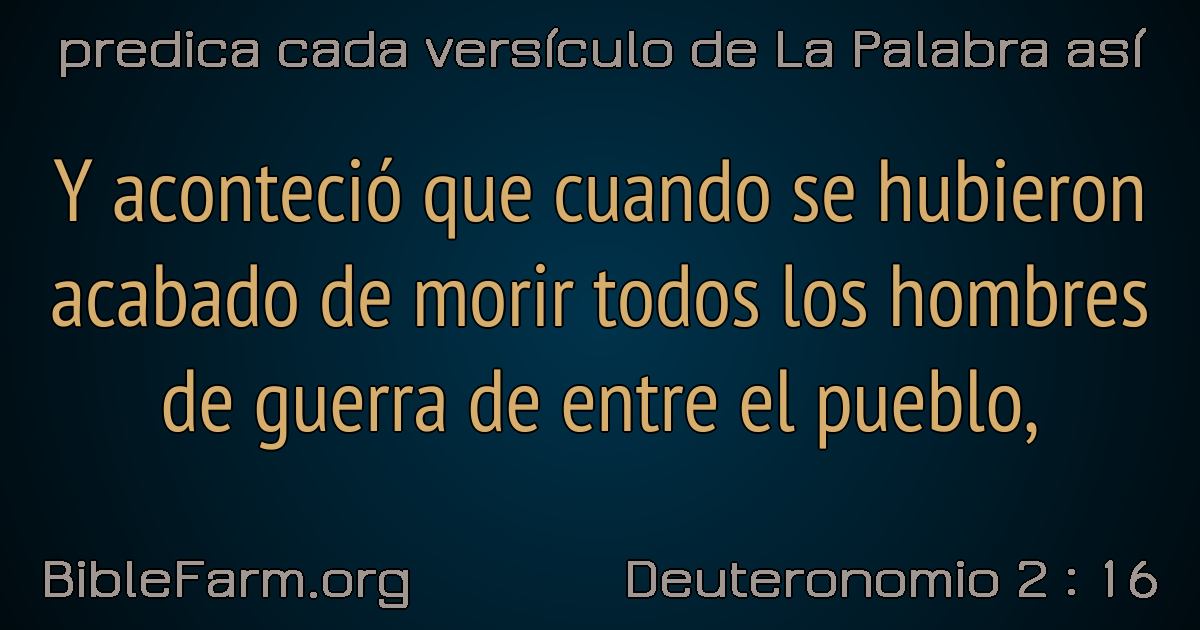 predica cada versículo de La Palabra así
Y aconteció que cuando se hubieron
acabado de morir todos los hombres
de guerra de entre el pueblo,
BibleFarm.org
Deuteronomio 2 : 16